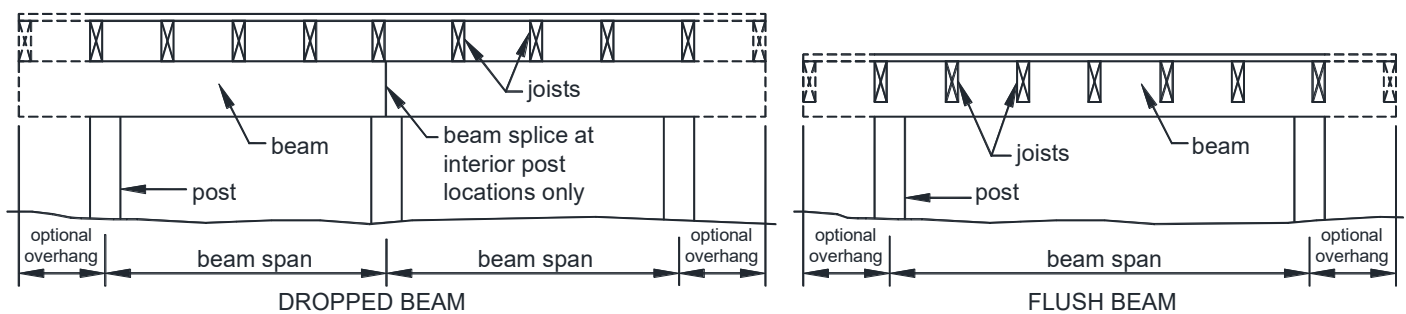 joists
beam
beam splice at
interior post
locations only
post
optional
overhang
beam span
beam span
optional
overhang
DROPPED BEAM
joists
beam
post
optional
overhang
beam span
optional
overhang
FLUSH BEAM